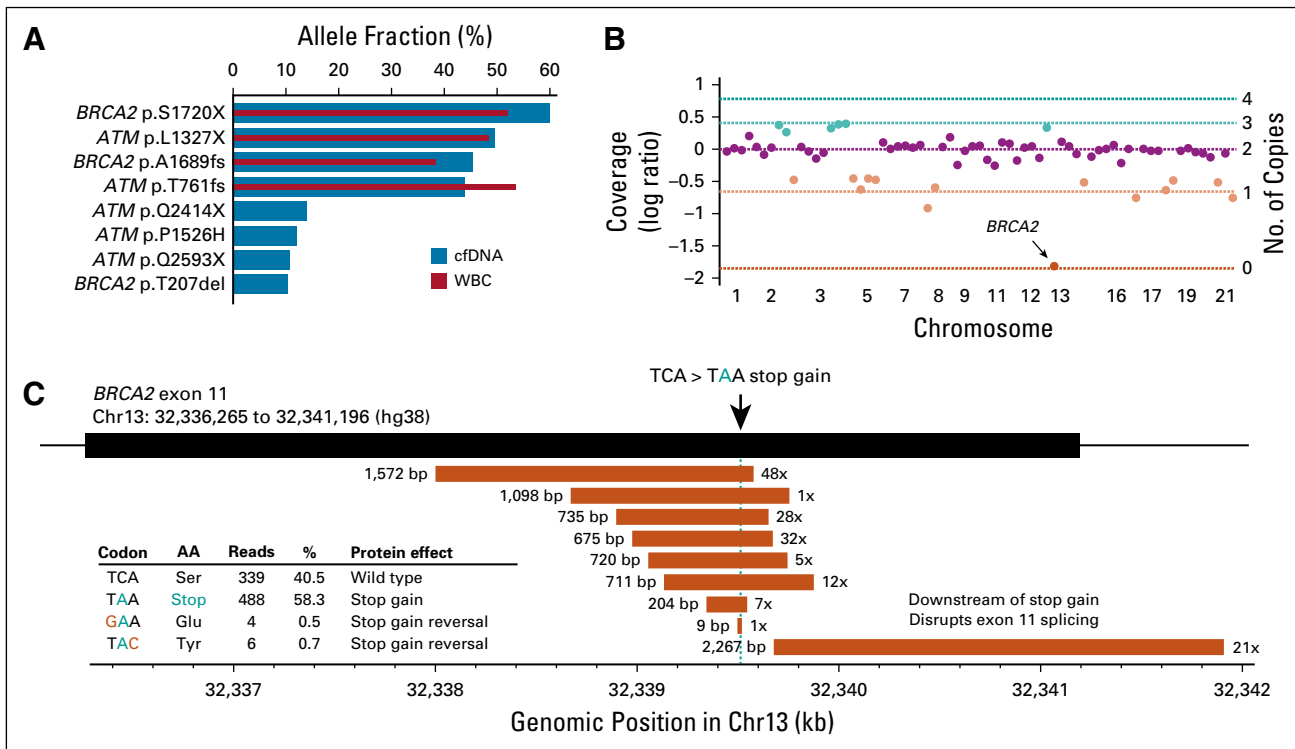 A
Allele Fraction (%)
0 10 20 30 40 50 60
BRCA2 p.S1720X
ATM p.L1327X
BRCA2 p.A1689fs
ATM p.T761fs
ATM p.Q2414X
ATM p.P1526H
ATM p.Q2593X
BRCA2 p.T207del
cfDNA
WBC
B
Coverage
(log ratio)
1
0.5
0
−0.5
−1
−1.5
−2
BRCA2
4
3
2
1
0
No. of Copies
1 2 3 5 7 8 9 11 12 13 16 17 19 21
Chromosome
C
BRCA2 exon 11
Chr13: 32,336,265 to 32,341,196 (hg38)
TCA > TAA stop gain
1,572 bp 48x
1,098 bp 1x
735 bp 28x
675 bp 32x
720 bp 5x
711 bp 12x
204 bp 7x
9 bp 1x
2,267 bp 21x
Downstream of stop gain
Disrupts exon 11 splicing
Codon AA Reads % Protein effect
TCA Ser 339 40.5 Wild type
TAA Stop 488 58.3 Stop gain
GAA Glu 4 0.5 Stop gain reversal
TAC Tyr 6 0.7 Stop gain reversal
32,337 32,338 32,339 32,340 32,341 32,342
Genomic Position in Chr13 (kb)